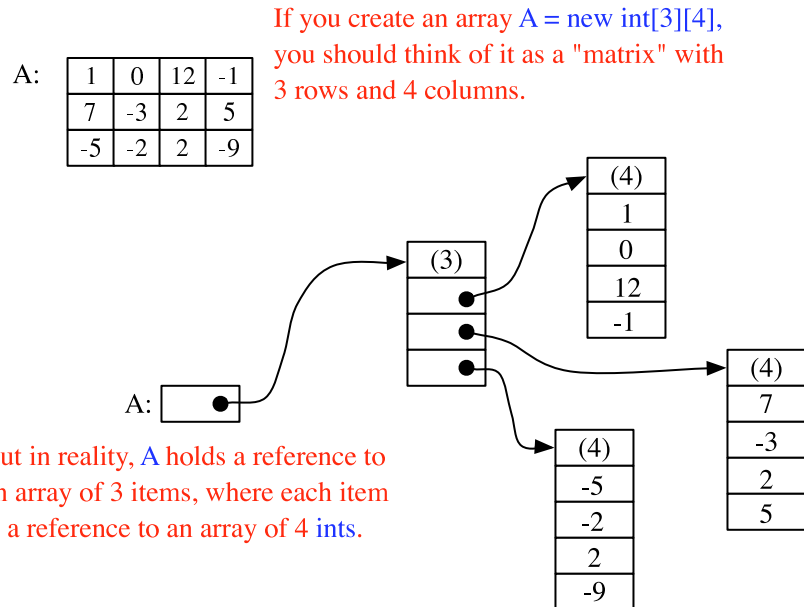 If you create an array A = new int[3][4],
you should think of it as a "matrix" with
3 rows and 4 columns.
A:
1 0 12 -1
7 -3 2 5
-5 -2 2 -9
(4)
1
0
12
-1
(3)
A:
(4)
7
-3
2
5
(4)
-5
-2
2
-9
in reality, A holds a reference to
array of 3 items, where each item
a reference to an array of 4 ints.